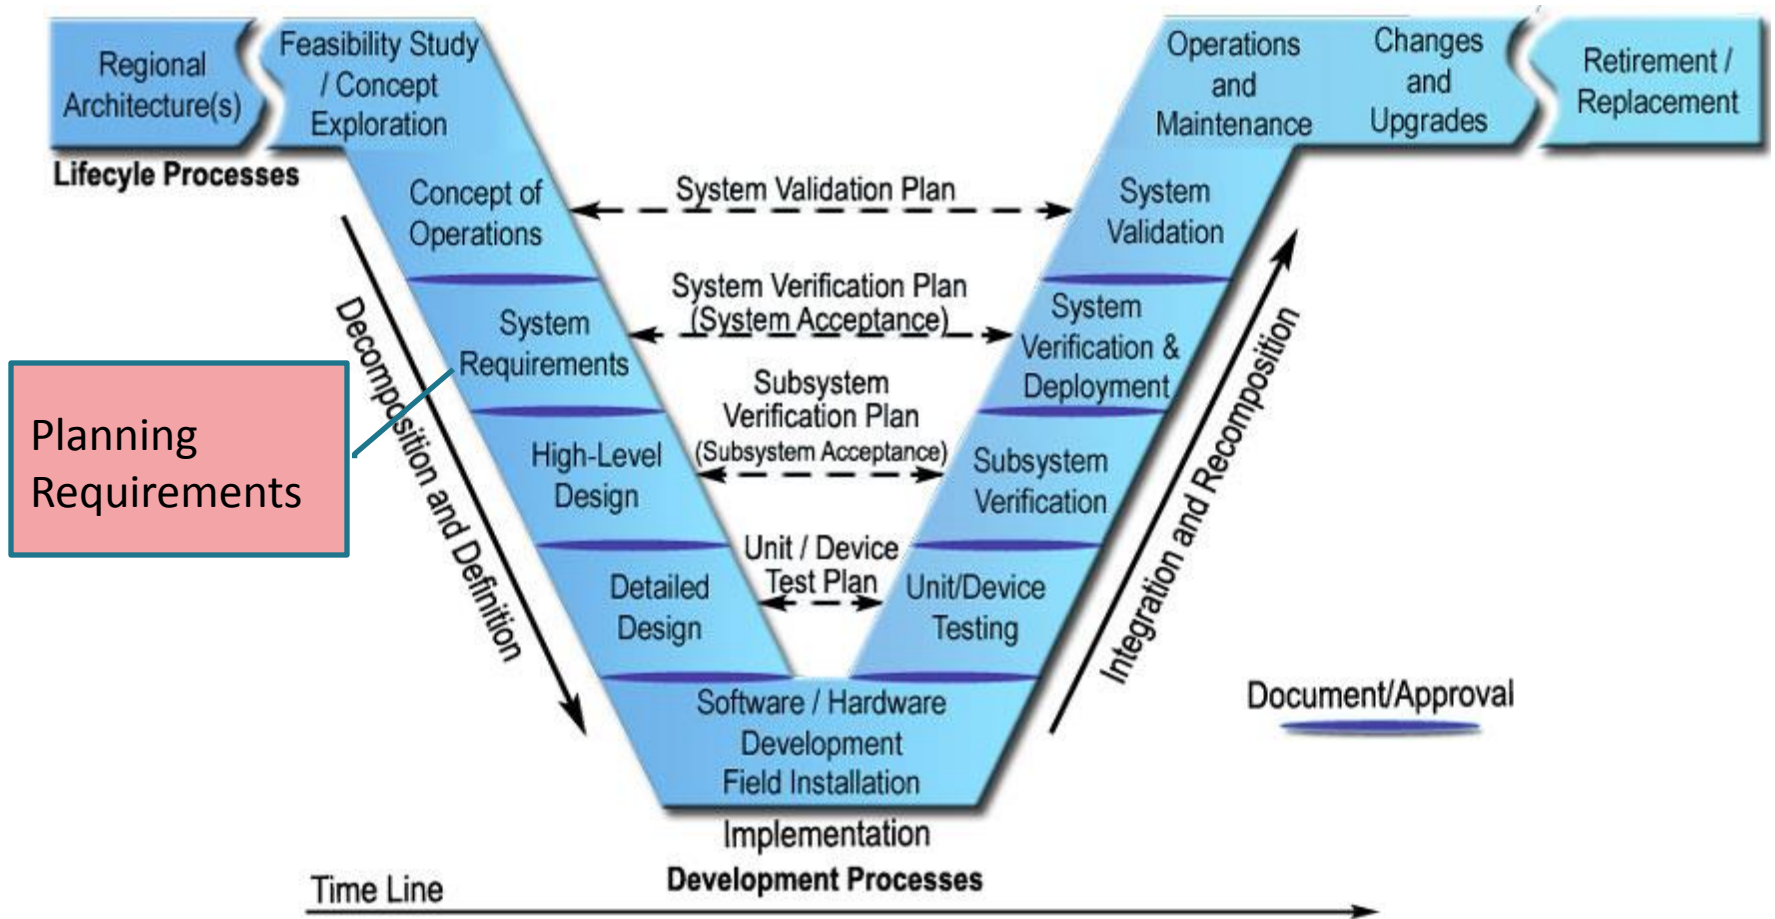 Regional
Architecture(s)
Feasibility Study
/ Concept
Exploration
Operations
and
Maintenance
Changes
and
Upgrades
Retirement /
Replacement
Lifecyle Processes
Concept of
Operations
System Validation Plan
System
Validation
System
Requirements
System Verification Plan
(System Acceptance)
System
Verification &
Deployment
Planning
Requirements
Decomposition and Definition
High-Level
Design
Subsystem
Verification Plan
(Subsystem Acceptance)
Subsystem
Verification
Integration and Recomposition
Detailed
Design
Unit / Device
Test Plan
Unit/Device
Testing
Software / Hardware
Development
Field Installation
Document/Approval
Implementation
Development Processes
Time Line